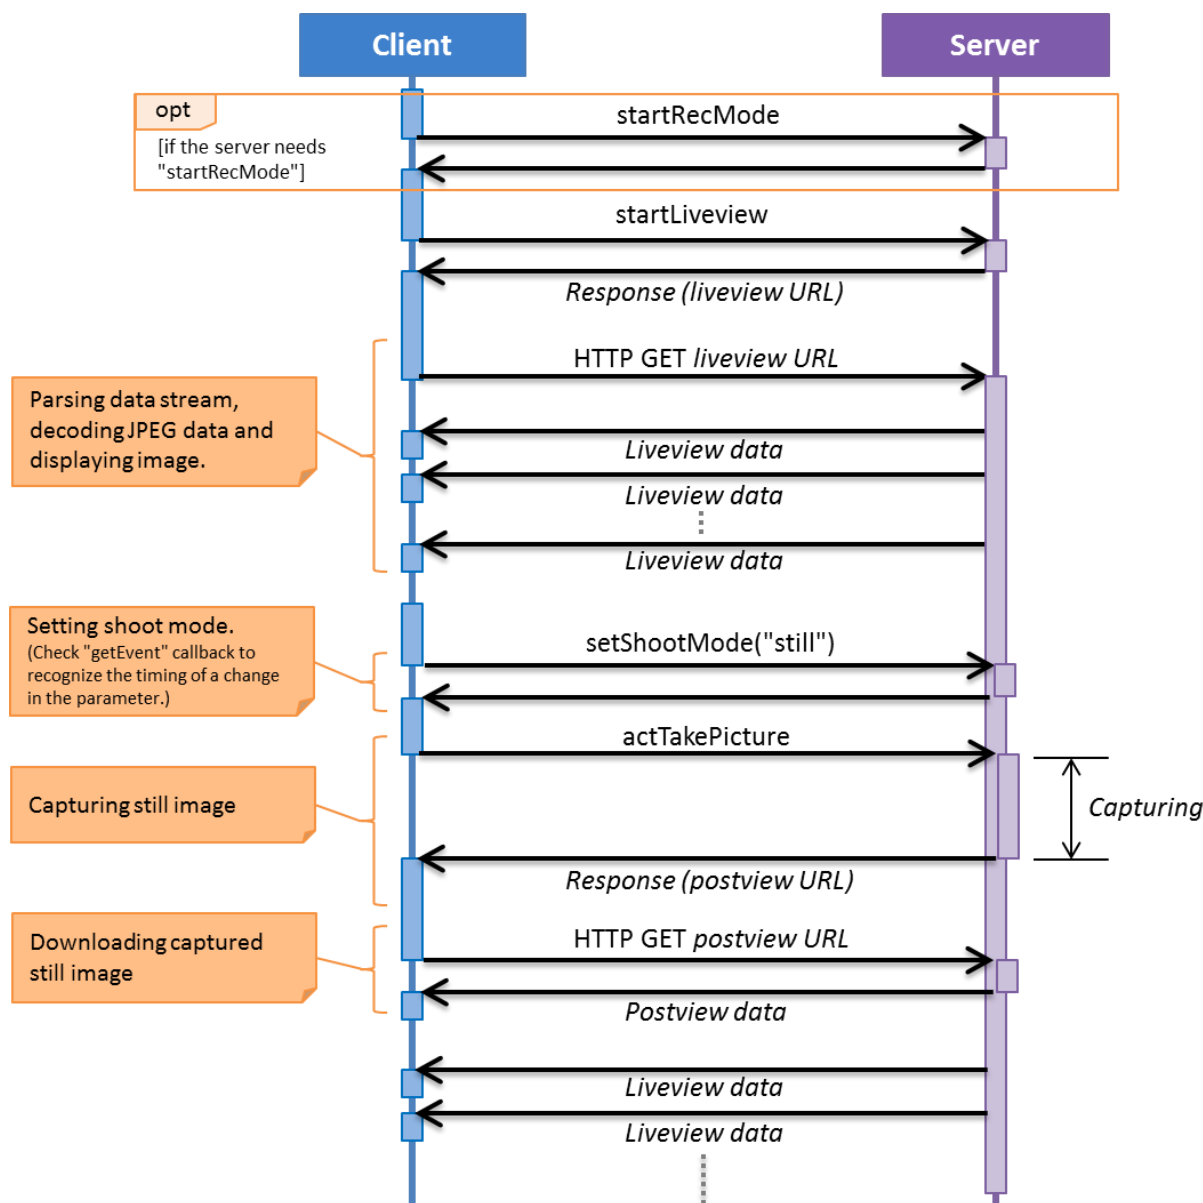 Client
Server
opt
startRecMode
[if the server needs
"startRecMode"]
startLiveview
Response (liveview URL)
HTTP GET liveview URL
Parsing data stream,
decoding JPEG data and
displaying image.
Liveview data
Liveview data
Liveview data
Setting shoot mode.
(Check "getEvent" callback to
recognize the timing of a change
in the parameter.)
setShootMode("still")
actTakePicture
Capturing still image
Capturing
Response (postview URL)
Downloading captured
still image
HTTP GET postview URL
Postview data
Liveview data
Liveview data